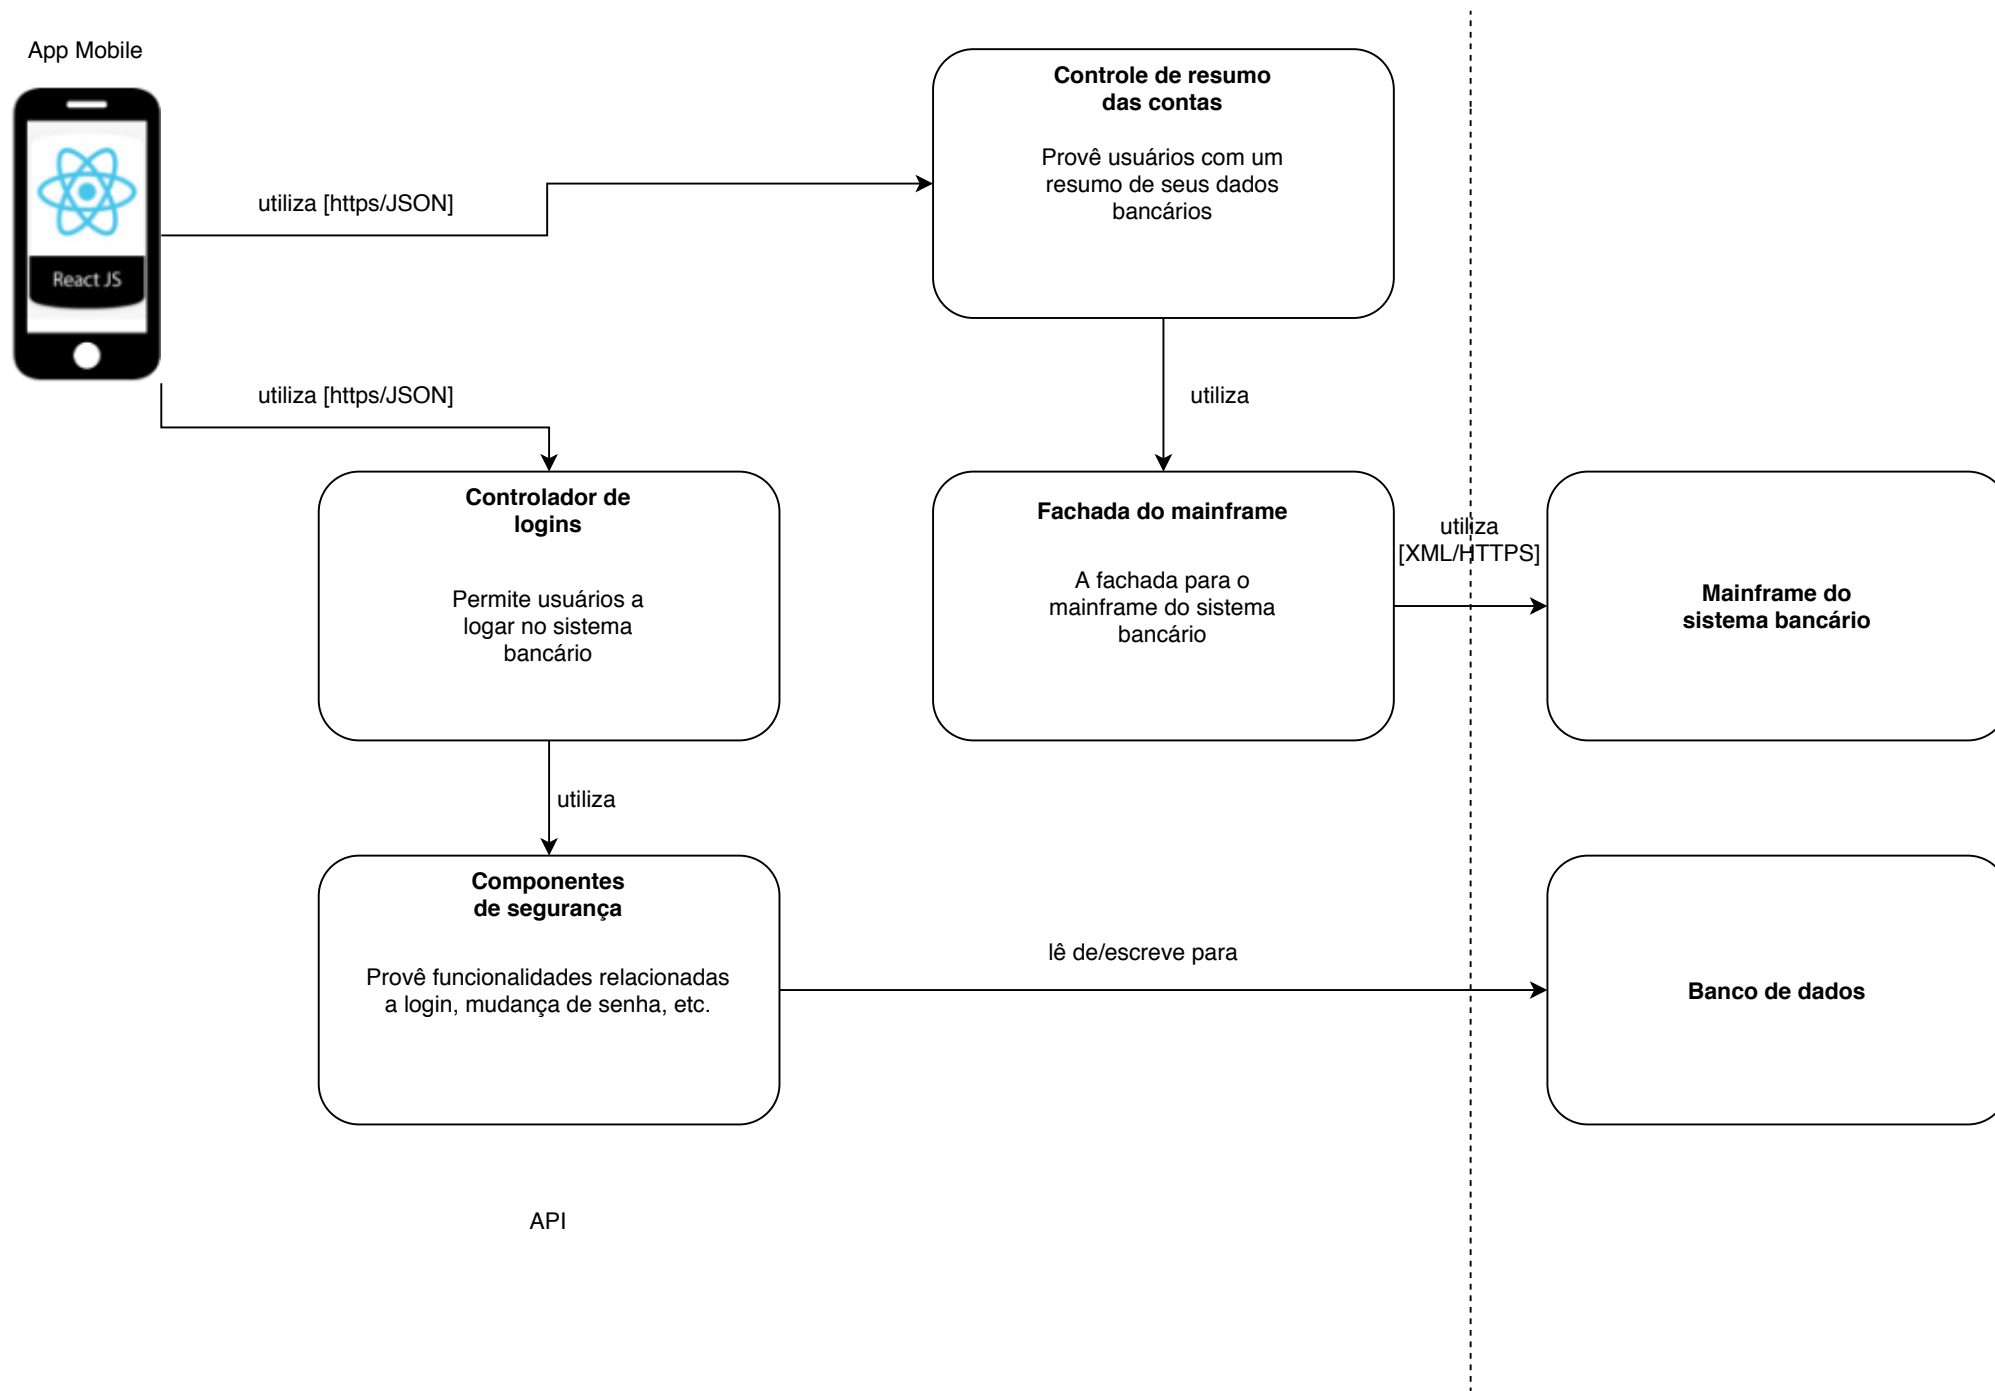 App Mobile
React JS
utiliza [https/JSON]
Controle de resumo
das contas
Provê usuários com um
resumo de seus dados
bancários
utiliza [https/JSON]
utiliza
Controlador de
logins
Permite usuários a
logar no sistema
bancário
Fachada do mainframe
A fachada para o
mainframe do sistema
bancário
utiliza
[XML/HTTPS]
Mainframe do
sistema bancário
utiliza
Componentes
de segurança
Provê funcionalidades relacionadas
a login, mudança de senha, etc.
lê de/escreve para
Banco de dados
API